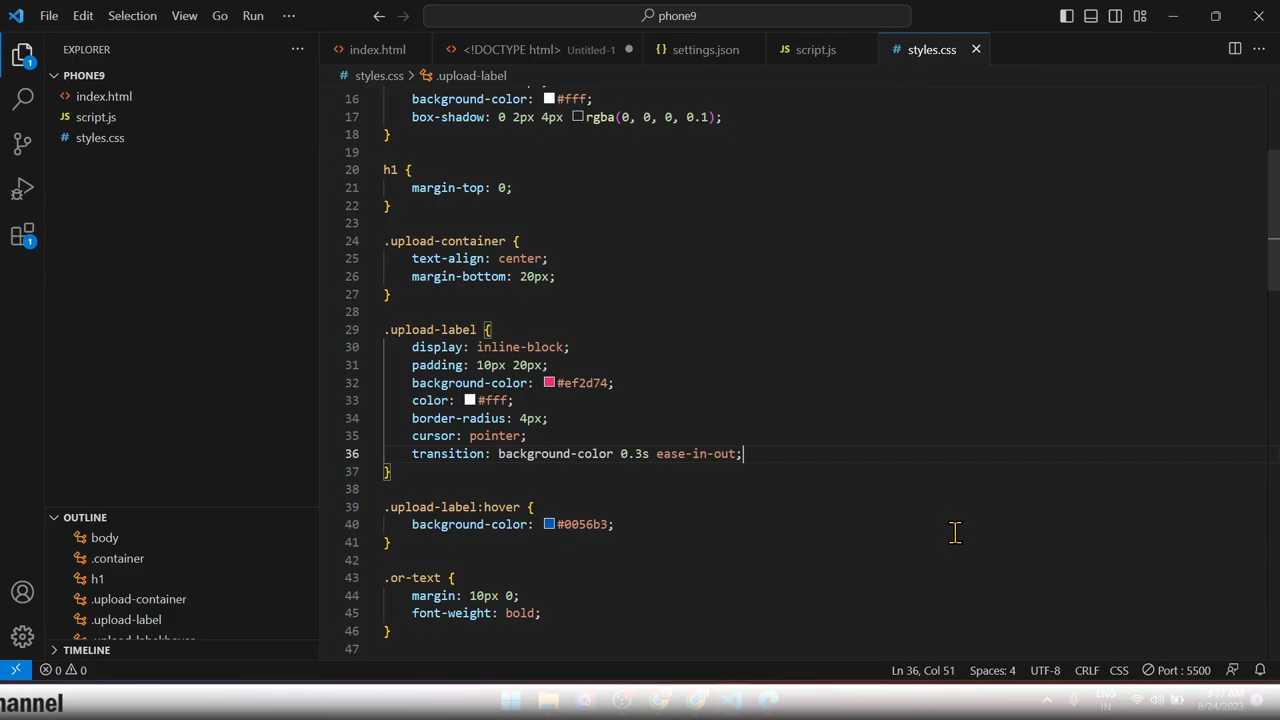 File Edit Selection View Go Run ··· phone9
EXPLORER ···
index.html <!DOCTYPE html> Untitled-1 settings.json script.js styles.css
PHONE9
index.html
script.js
styles.css
styles.css > .upload-label
16 background-color: #fff;
17 box-shadow: 0 2px 4px rgba(0, 0, 0, 0.1);
18 }
19
20 h1 {
21 margin-top: 0;
22 }
23
24 .upload-container {
25 text-align: center;
26 margin-bottom: 20px;
27 }
28
29 .upload-label {
30 display: inline-block;
31 padding: 10px 20px;
32 background-color: #ef2d74;
33 color: #fff;
34 border-radius: 4px;
35 cursor: pointer;
36 transition: background-color 0.3s ease-in-out;
37 }
38
39 .upload-label:hover {
40 background-color: #0056b3;
41 }
42
43 .or-text {
44 margin: 10px 0;
45 font-weight: bold;
46 }
47
OUTLINE
body
.container
h1
.upload-container
.upload-label
TIMELINE
1
1
0 0 Ln 36, Col 51 Spaces: 4 UTF-8 CRLF CSS Port : 5500
hannel
ENG
IN
9:57 AM
8/24/2023